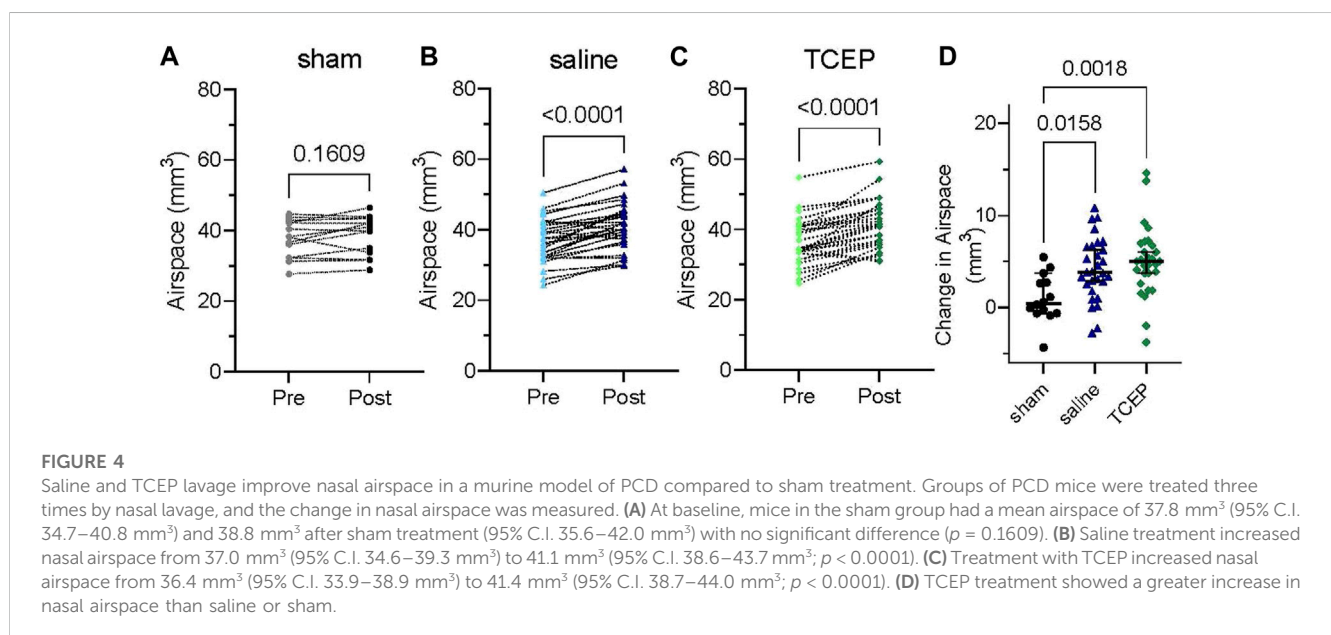 A
sham
B
saline
C
TCEP
D
80
60
40
20
0
Airspace (mm³)
0.1609
Pre
Post
80
60
40
20
0
Airspace (mm³)
<0.0001
Pre
Post
80
60
40
20
0
Airspace (mm³)
<0.0001
Pre
Post
0.0018
0.0158
20
10
0
Change in Airspace
(mm³)
sham
saline
TCEP
FIGURE 4
Saline and TCEP lavage improve nasal airspace in a murine model of PCD compared to sham treatment. Groups of PCD mice were treated three
times by nasal lavage, and the change in nasal airspace was measured. (A) At baseline, mice in the sham group had a mean airspace of 37.8 mm³ (95% C.I.
34.7–40.8 mm³) and 38.8 mm³ after sham treatment (95% C.I. 35.6–42.0 mm³) with no significant difference (p = 0.1609). (B) Saline treatment increased
nasal airspace from 37.0 mm³ (95% C.I. 34.6–39.3 mm³) to 41.1 mm³ (95% C.I. 38.6–43.7 mm³; p < 0.0001). (C) Treatment with TCEP increased nasal
airspace from 36.4 mm³ (95% C.I. 33.9–38.9 mm³) to 41.4 mm³ (95% C.I. 38.7–44.0 mm³; p < 0.0001). (D) TCEP treatment showed a greater increase in
nasal airspace than saline or sham.